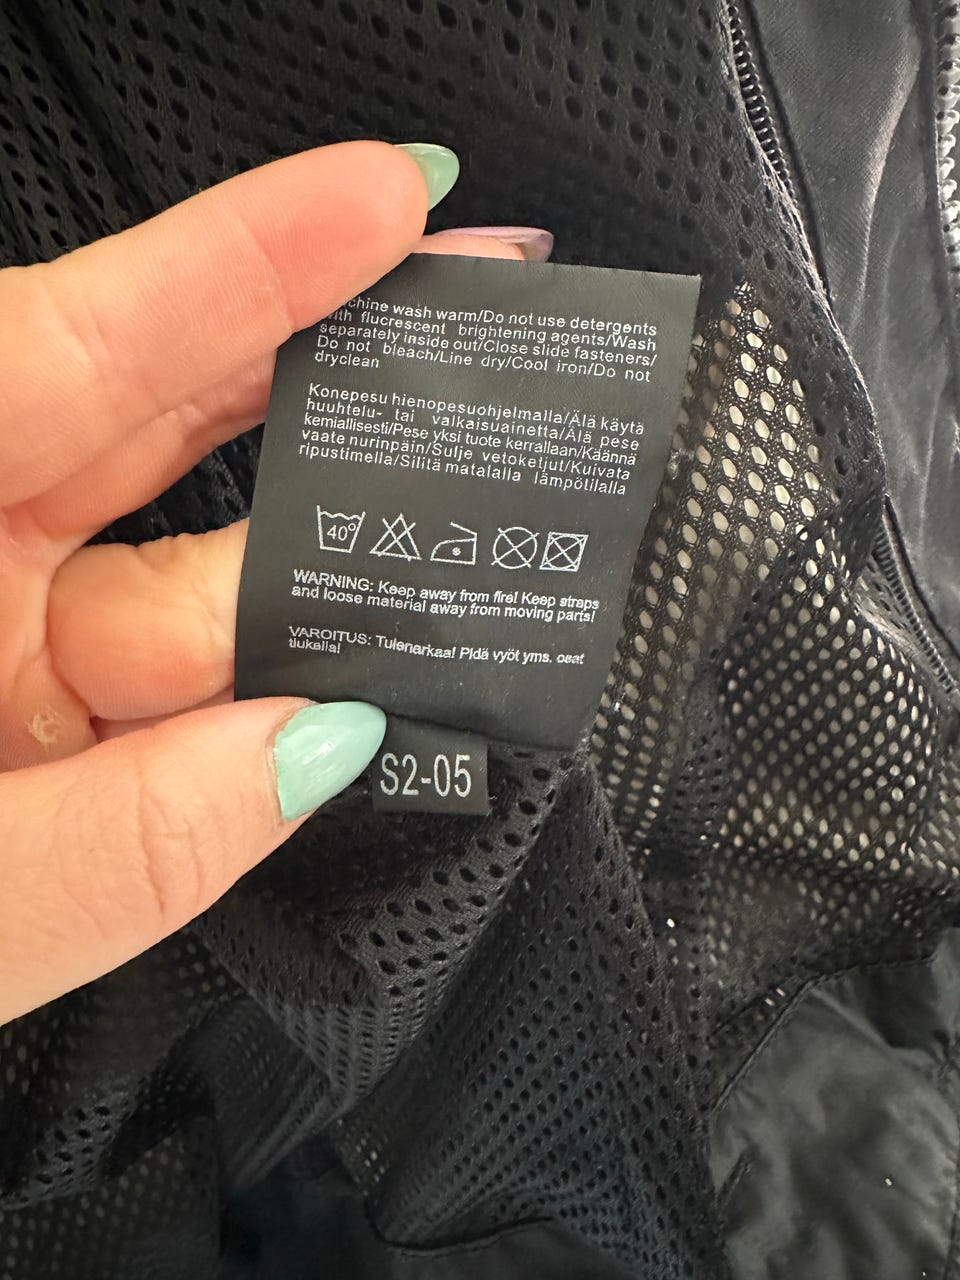 chine wash warm/Do not use detergents
with flucrescent brightening agents/Wash
separately inside out/Close slide fasteners/
Do not bleach/Line dry/Cool iron/Do not
dryclean
Konepesu hienopesuohjelmalla/Älä käytä
huuhtelu- tai valkaisuainetta/Älä pese
kemiallisesti/Pese yksi tuote kerrallaan/Käännä
vaate nurinpäin/Sulje vetoketjut/Kuivata
ripustimella/Silitä matalalla lämpötilalla
40°
WARNING: Keep away from fire! Keep straps
and loose material away from moving parts!
VAROITUS: Tulenarkaa! Pidä vyöt yms. osat
tiukalla!
S2-05